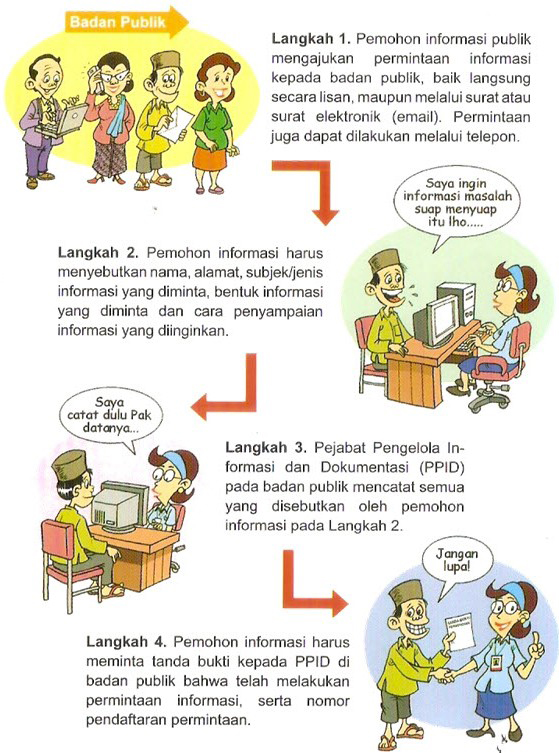 Badan Publik
Langkah 1. Pemohon informasi publik
mengajukan permintaan informasi
kepada badan publik, baik langsung
secara lisan, maupun melalui surat atau
surat elektronik (email). Permintaan
juga dapat dilakukan melalui telepon.
Saya ingin
informasi masalah
suap menyuap
itu lho.....
Langkah 2. Pemohon informasi harus
menyebutkan nama, alamat, subjek/jenis
informasi yang diminta, bentuk informasi
yang diminta dan cara penyampaian
informasi yang diinginkan.
Saya
catat dulu Pak
datanya...
Langkah 3. Pejabat Pengelola In-
formasi dan Dokumentasi (PPID)
pada badan publik mencatat semua
yang disebutkan oleh pemohon
informasi pada Langkah 2.
Jangan
lupa!
Langkah 4. Pemohon informasi harus
meminta tanda bukti kepada PPID di
badan publik bahwa telah melakukan
permintaan informasi, serta nomor
pendaftaran permintaan.